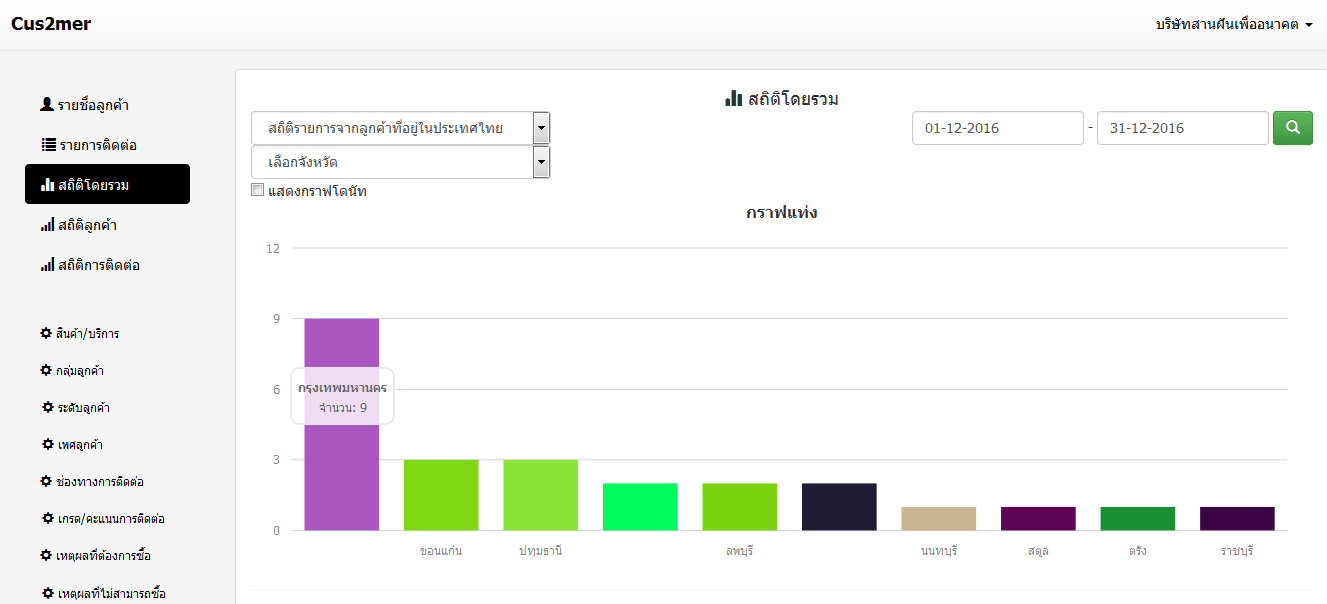 Cus2mer
บริษัทสานฝันเพื่ออนาคต
รายชื่อลูกค้า
รายการติดต่อ
สถิติโดยรวม
สถิติลูกค้า
สถิติการติดต่อ
สินค้า/บริการ
กลุ่มลูกค้า
ระดับลูกค้า
เพศลูกค้า
ช่องทางการติดต่อ
เกรด/คะแนนการติดต่อ
เหตุผลที่ต้องการซื้อ
เหตุผลที่ไม่สามารถซื้อ
สถิติโดยรวม
สถิติรายการจากลูกค้าที่อยู่ในประเทศไทย
01-12-2016 - 31-12-2016
เลือกจังหวัด
แสดงกราฟโดนัท
กราฟแท่ง
12
9
6
3
0
กรุงเทพมหานคร
จำนวน: 9
ขอนแก่น ปทุมธานี ลพบุรี นนทบุรี สตูล ตรัง ราชบุรี